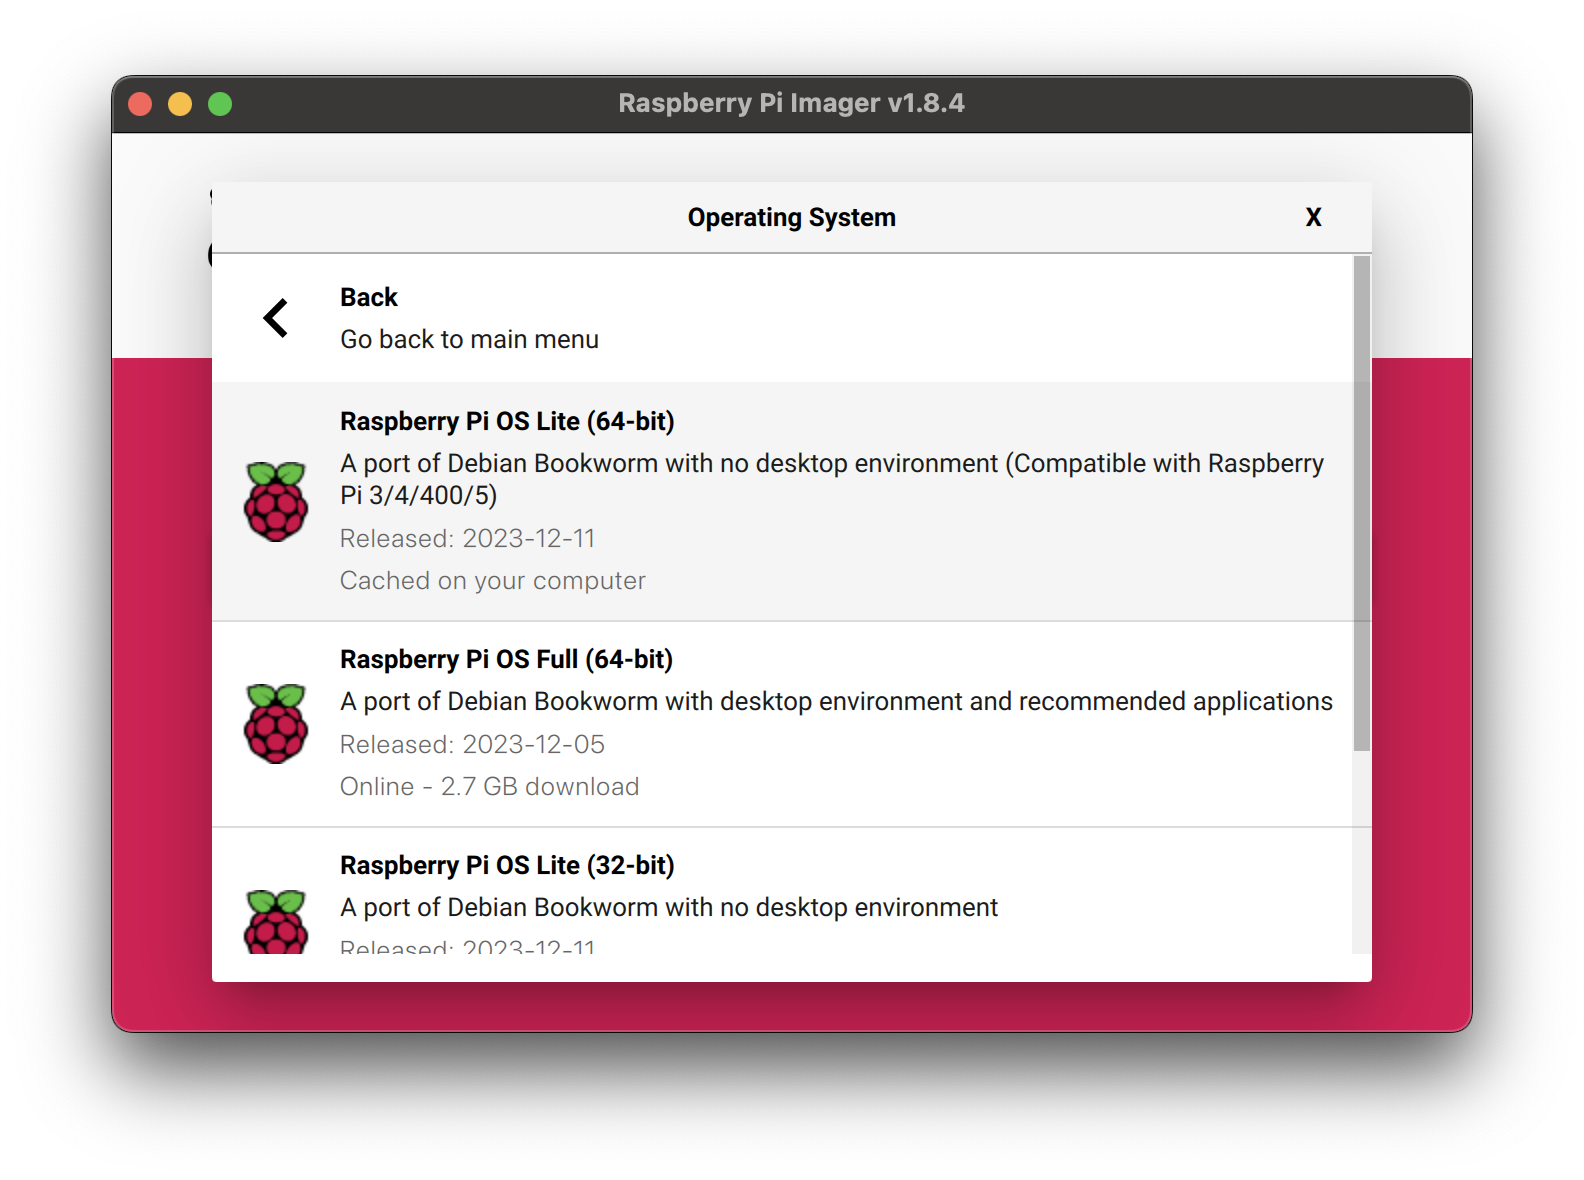 Raspberry Pi Imager v1.8.4
Operating System
X
Back
Go back to main menu
Raspberry Pi OS Lite (64-bit)
A port of Debian Bookworm with no desktop environment (Compatible with Raspberry
Pi 3/4/400/5)
Released: 2023-12-11
Cached on your computer
Raspberry Pi OS Full (64-bit)
A port of Debian Bookworm with desktop environment and recommended applications
Released: 2023-12-05
Online - 2.7 GB download
Raspberry Pi OS Lite (32-bit)
A port of Debian Bookworm with no desktop environment
Released: 2023-12-11